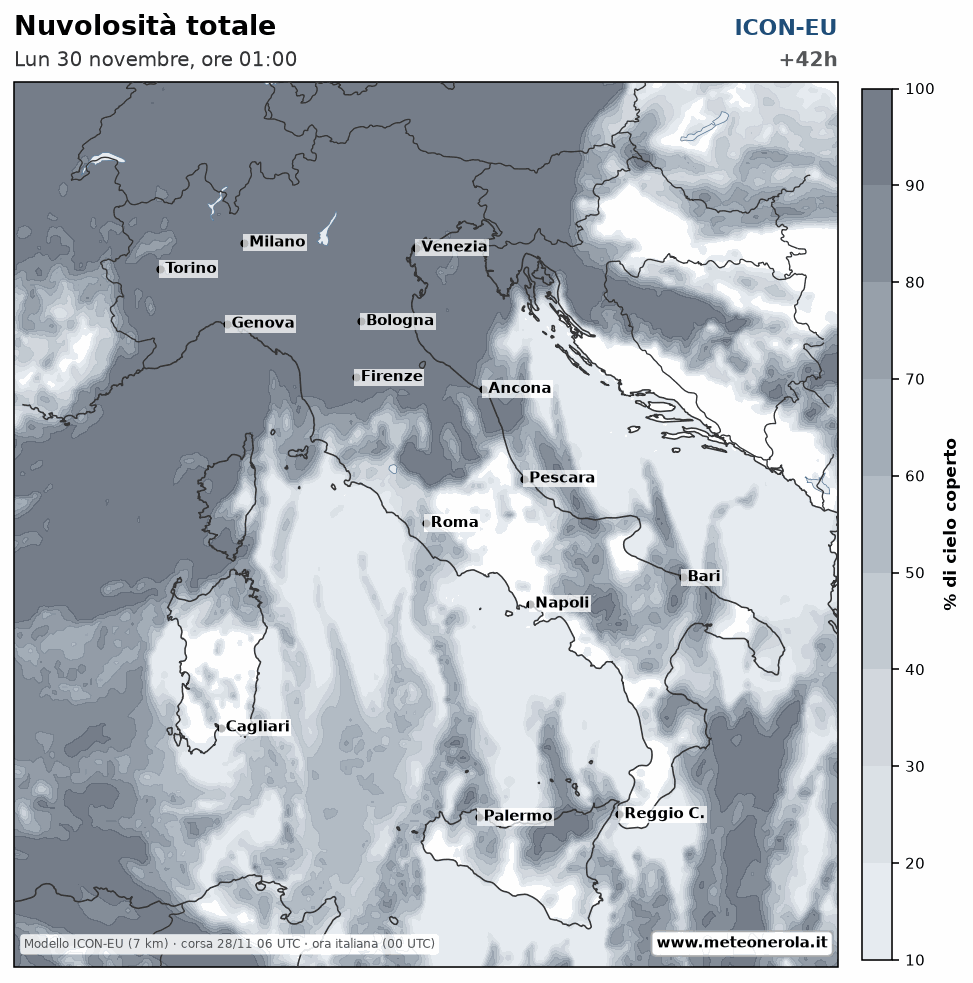 Nuvolosità totale
ICON-EU
Lun 30 novembre, ore 01:00
+42h
100
90
80
70
60
50
40
30
20
10
% di cielo coperto
Milano
Venezia
Torino
Genova
Bologna
Firenze
Ancona
Pescara
Roma
Bari
Napoli
Cagliari
Palermo
Reggio C.
Modello ICON-EU (7 km) · corsa 28/11 06 UTC · ora italiana (00 UTC)
www.meteonerola.it